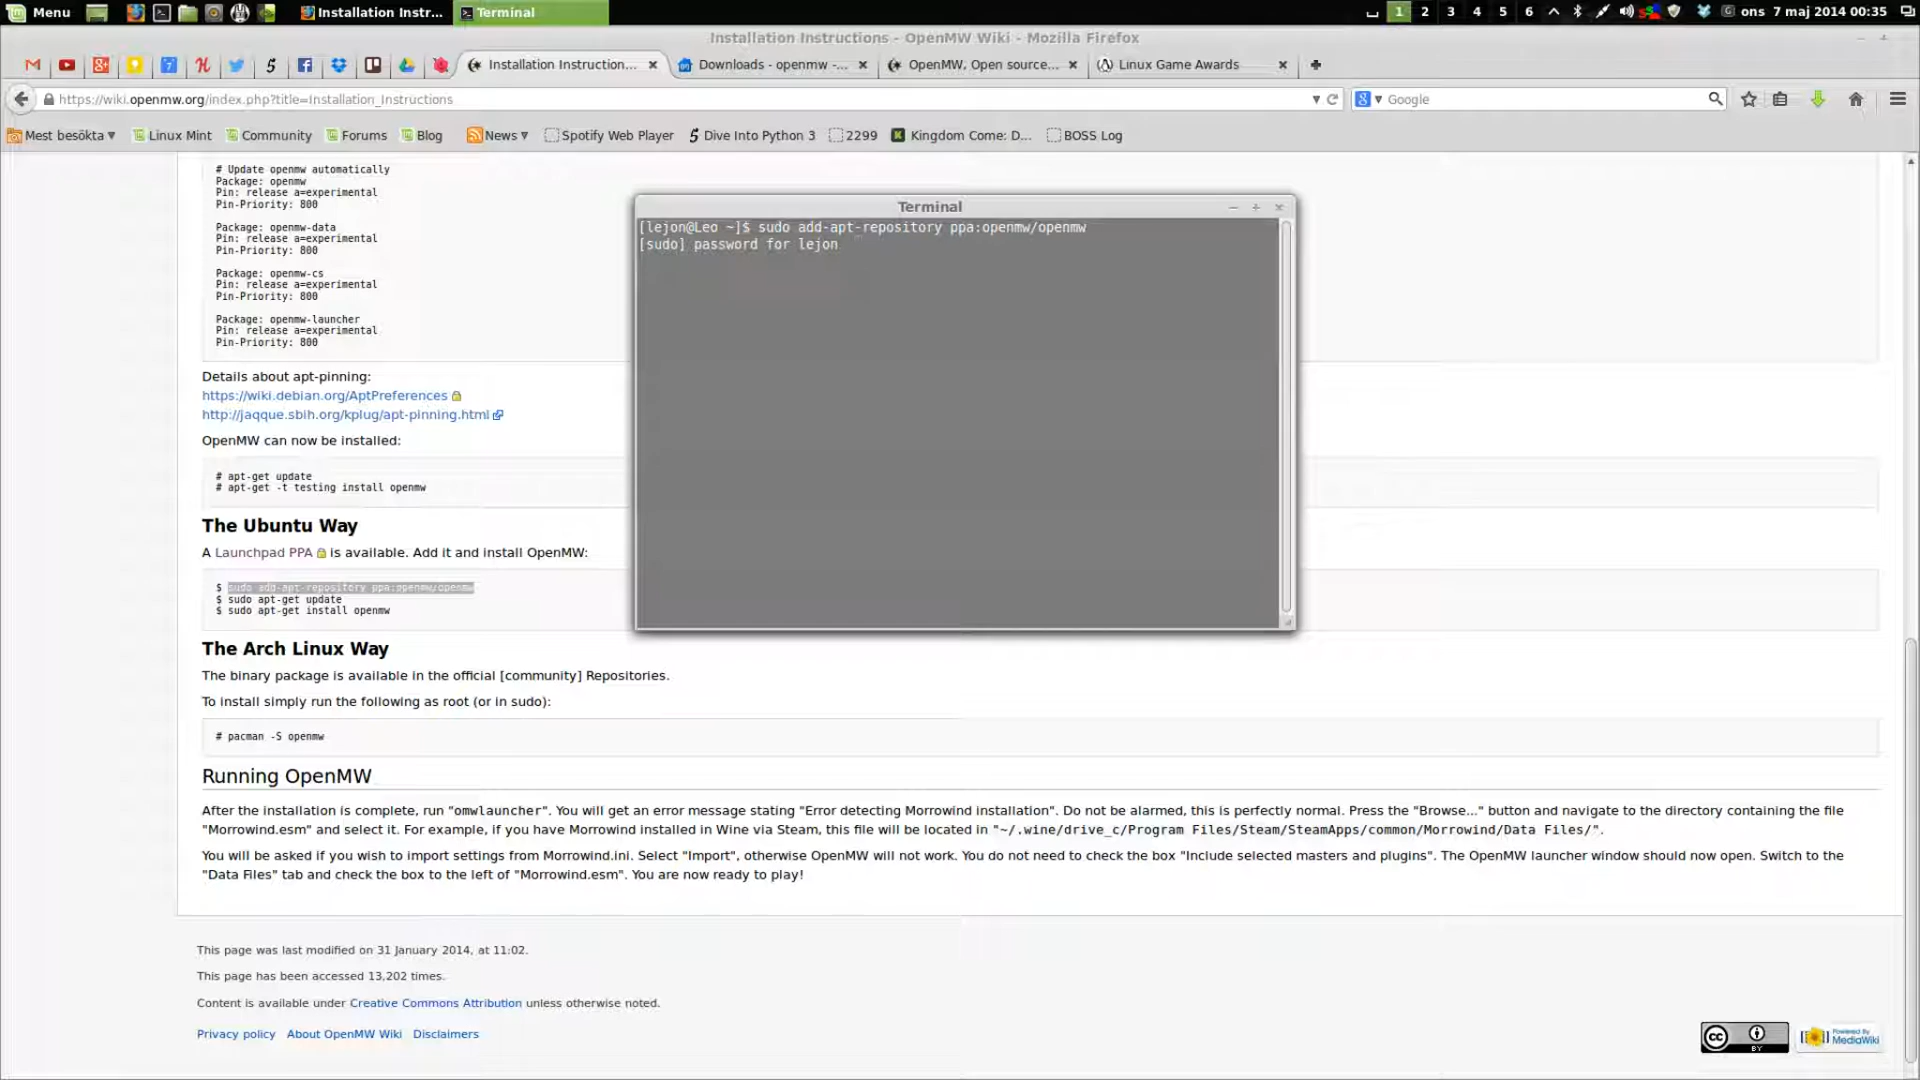 Menu
Installation Instr...
Terminal
1 2 3 4 5 6
ons 7 maj 2014 00:35
Installation Instructions - OpenMW Wiki - Mozilla Firefox
Installation Instruction...
Downloads - openmw -...
OpenMW, Open source...
Linux Game Awards
https://wiki.openmw.org/index.php?title=Installation_Instructions
Google
Mest besökta
Linux Mint
Community
Forums
Blog
News
Spotify Web Player
Dive Into Python 3
2299
Kingdom Come: D...
BOSS Log
# Update openmw automatically
Package: openmw
Pin: release a=experimental
Pin-Priority: 800
Package: openmw-data
Pin: release a=experimental
Pin-Priority: 800
Package: openmw-cs
Pin: release a=experimental
Pin-Priority: 800
Package: openmw-launcher
Pin: release a=experimental
Pin-Priority: 800
Terminal
[lejon@Leo ~]$ sudo add-apt-repository ppa:openmw/openmw
[sudo] password for lejon
Details about apt-pinning:
https://wiki.debian.org/AptPreferences
http://jaqque.sbih.org/kplug/apt-pinning.html
OpenMW can now be installed:
# apt-get update
# apt-get -t testing install openmw
The Ubuntu Way
A Launchpad PPA is available. Add it and install OpenMW:
$ sudo add-apt-repository ppa:openmw/openmw
$ sudo apt-get update
$ sudo apt-get install openmw
The Arch Linux Way
The binary package is available in the official [community] Repositories.
To install simply run the following as root (or in sudo):
# pacman -S openmw
Running OpenMW
After the installation is complete, run "omwlauncher". You will get an error message stating "Error detecting Morrowind installation". Do not be alarmed, this is perfectly normal. Press the "Browse..." button and navigate to the directory containing the file
"Morrowind.esm" and select it. For example, if you have Morrowind installed in Wine via Steam, this file will be located in "~/.wine/drive_c/Program Files/Steam/SteamApps/common/Morrowind/Data Files/".
You will be asked if you wish to import settings from Morrowind.ini. Select "Import", otherwise OpenMW will not work. You do not need to check the box "Include selected masters and plugins". The OpenMW launcher window should now open. Switch to the
"Data Files" tab and check the box to the left of "Morrowind.esm". You are now ready to play!
This page was last modified on 31 January 2014, at 11:02.
This page has been accessed 13,202 times.
Content is available under Creative Commons Attribution unless otherwise noted.
Privacy policy About OpenMW Wiki Disclaimers
cc BY
Powered By
MediaWiki